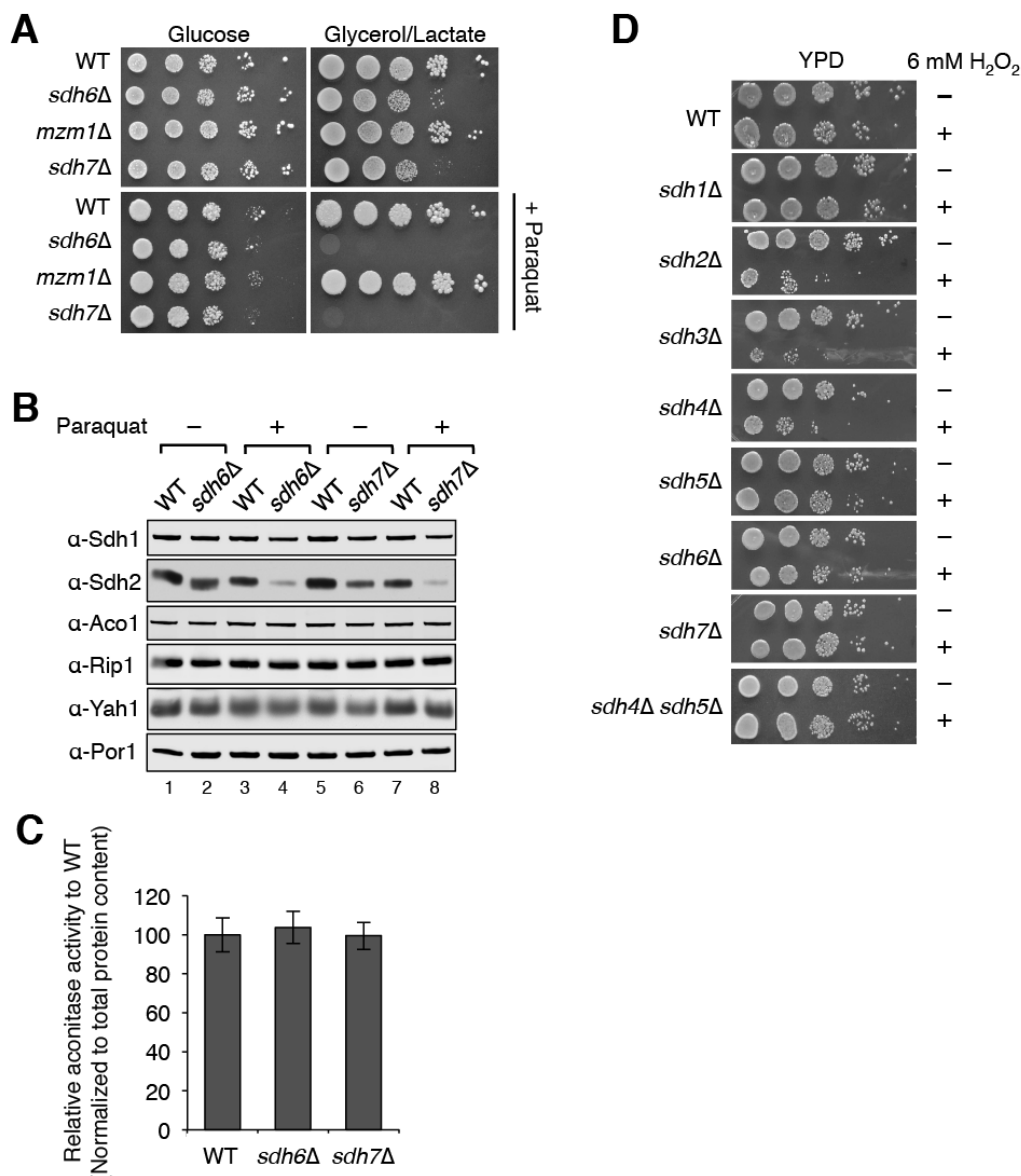 A
Glucose
Glycerol/Lactate
WT
sdh6Δ
mzm1Δ
sdh7Δ
WT
sdh6Δ
mzm1Δ
sdh7Δ
+ Paraquat
B
Paraquat – + – +
WT sdh6Δ WT sdh6Δ WT sdh7Δ WT sdh7Δ
α-Sdh1
α-Sdh2
α-Aco1
α-Rip1
α-Yah1
α-Por1
1 2 3 4 5 6 7 8
C
Relative aconitase activity to WT
Normalized to total protein content)
120
100
80
60
40
20
0
WT sdh6Δ sdh7Δ
D
YPD 6 mM H₂O₂
WT
–
+
sdh1Δ
–
+
sdh2Δ
–
+
sdh3Δ
–
+
sdh4Δ
–
+
sdh5Δ
–
+
sdh6Δ
–
+
sdh7Δ
–
+
sdh4Δ sdh5Δ
–
+